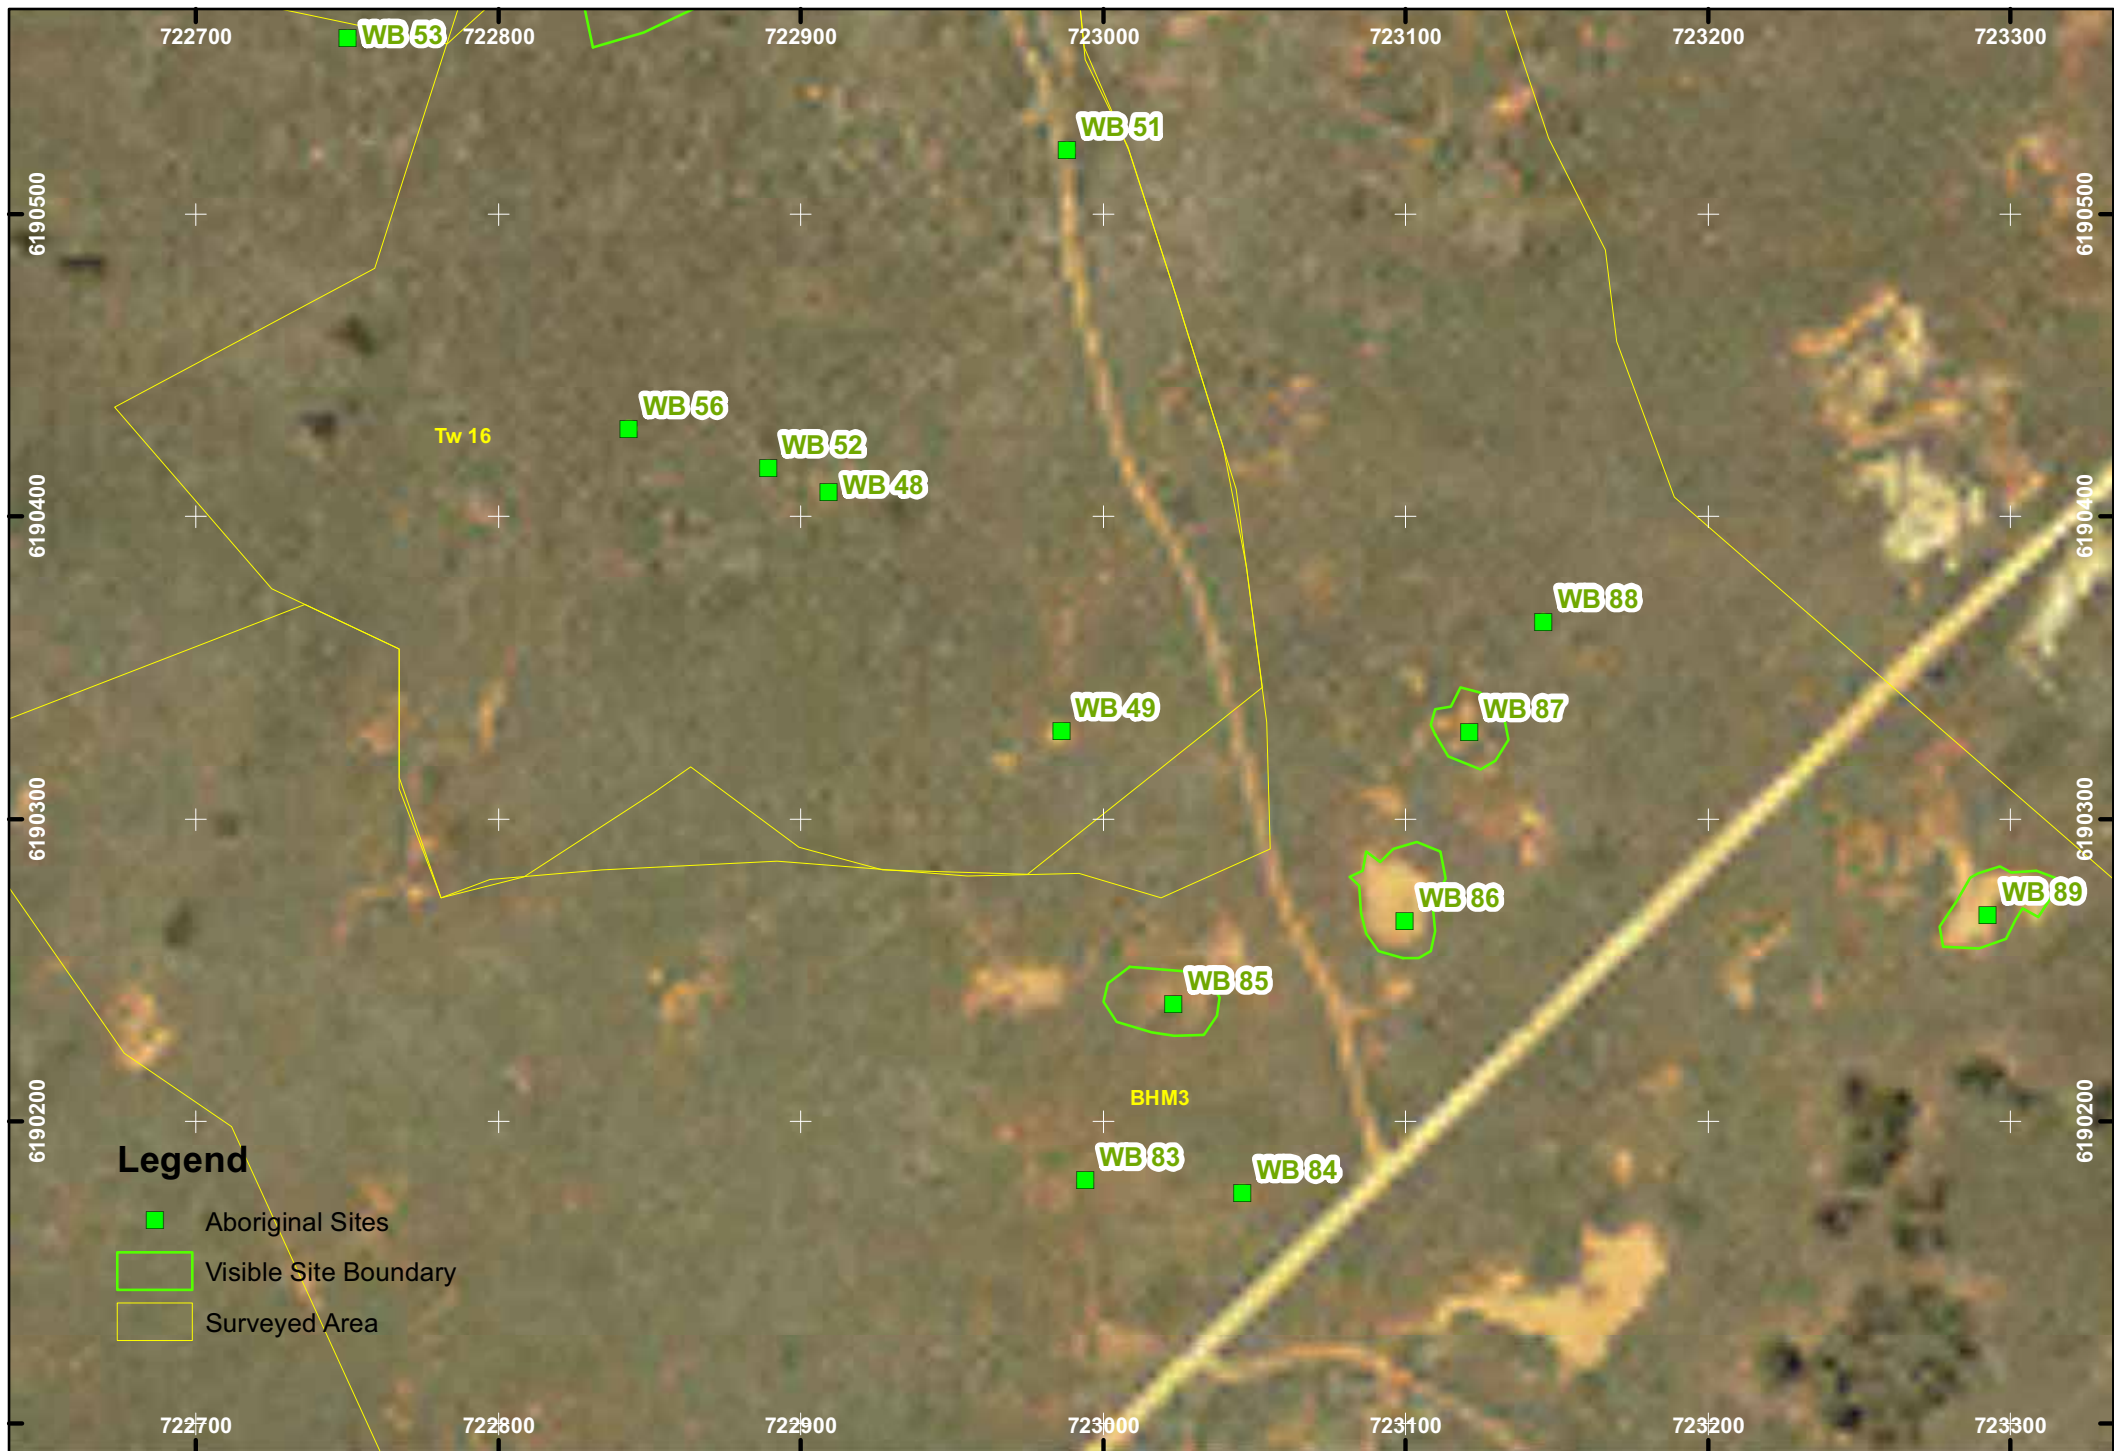 722700 722800 722900 723000 723100 723200 723300
WB 53
WB 51
6190500 6190500
WB 56
Tw 16
WB 52
WB 48
6190400 6190400
WB 88
WB 49
WB 87
6190300 6190300
WB 86
WB 89
WB 85
BHM3
6190200 6190200
WB 83
WB 84
Legend
Aboriginal Sites
Visible Site Boundary
Surveyed Area
722700 722800 722900 723000 723100 723200 723300